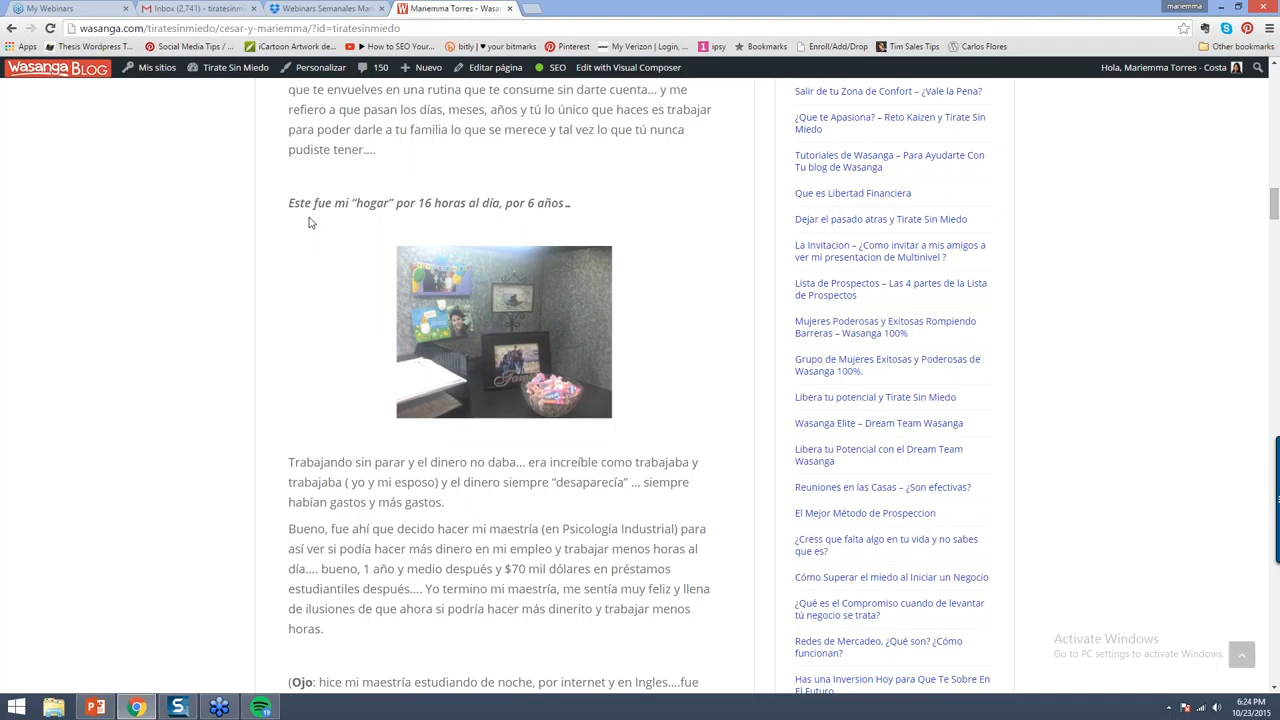 My Webinars
Inbox (2,741) - tiratesinm
Webinars Semanales Mari
Mariemma Torres - Wasan
mariemma
wasanga.com/tiratesinmiedo/cesar-y-mariemma/?id=tiratesinmiedo
Apps
Thesis Wordpress T...
Social Media Tips / ...
iCartoon Artwork de...
How to SEO Your...
bitly | ♥ your bitmarks
Pinterest
My Verizon | Login, ...
ipsy
Bookmarks
Enroll/Add/Drop
Tim Sales Tips
Carlos Flores
Other bookmarks
WASANGA BLOG
Mis sitios
Tirate Sin Miedo
Personalizar
150
Nuevo
Editar página
SEO
Edit with Visual Composer
Hola, Mariemma Torres - Costa
que te envuelves en una rutina que te consume sin darte cuenta… y me
refiero a que pasan los días, meses, años y tú lo único que haces es trabajar
para poder darle a tu familia lo que se merece y tal vez lo que tú nunca
pudiste tener….
Este fue mi “hogar” por 16 horas al día, por 6 años…
Trabajando sin parar y el dinero no daba… era increíble como trabajaba y
trabajaba ( yo y mi esposo) y el dinero siempre “desaparecía” … siempre
habían gastos y más gastos.
Bueno, fue ahí que decido hacer mi maestría (en Psicología Industrial) para
así ver si podía hacer más dinero en mi empleo y trabajar menos horas al
día…. bueno, 1 año y medio después y $70 mil dólares en préstamos
estudiantiles después…. Yo termino mi maestría, me sentía muy feliz y llena
de ilusiones de que ahora si podría hacer más dinerito y trabajar menos
horas.
(Ojo: hice mi maestría estudiando de noche, por internet y en Ingles….fue
Salir de tu Zona de Confort – ¿Vale la Pena?
¿Que te Apasiona? – Reto Kaizen y Tirate Sin
Miedo
Tutoriales de Wasanga – Para Ayudarte Con
Tu blog de Wasanga
Que es Libertad Financiera
Dejar el pasado atras y Tirate Sin Miedo
La Invitacion – ¿Como invitar a mis amigos a
ver mi presentacion de Multinivel ?
Lista de Prospectos – Las 4 partes de la Lista
de Prospectos
Mujeres Poderosas y Exitosas Rompiendo
Barreras – Wasanga 100%
Grupo de Mujeres Exitosas y Poderosas de
Wasanga 100%.
Libera tu potencial y Tirate Sin Miedo
Wasanga Elite – Dream Team Wasanga
Libera tu Potencial con el Dream Team
Wasanga
Reuniones en las Casas – ¿Son efectivas?
El Mejor Método de Prospeccion
¿Cress que falta algo en tu vida y no sabes
que es?
Cómo Superar el miedo al Iniciar un Negocio
¿Qué es el Compromiso cuando de levantar
tú negocio se trata?
Redes de Mercadeo, ¿Qué son? ¿Cómo
funcionan?
Has una Inversion Hoy para Que Te Sobre En
El Futuro
Activate Windows
Go to PC settings to activate Windows.
6:24 PM
10/23/2015